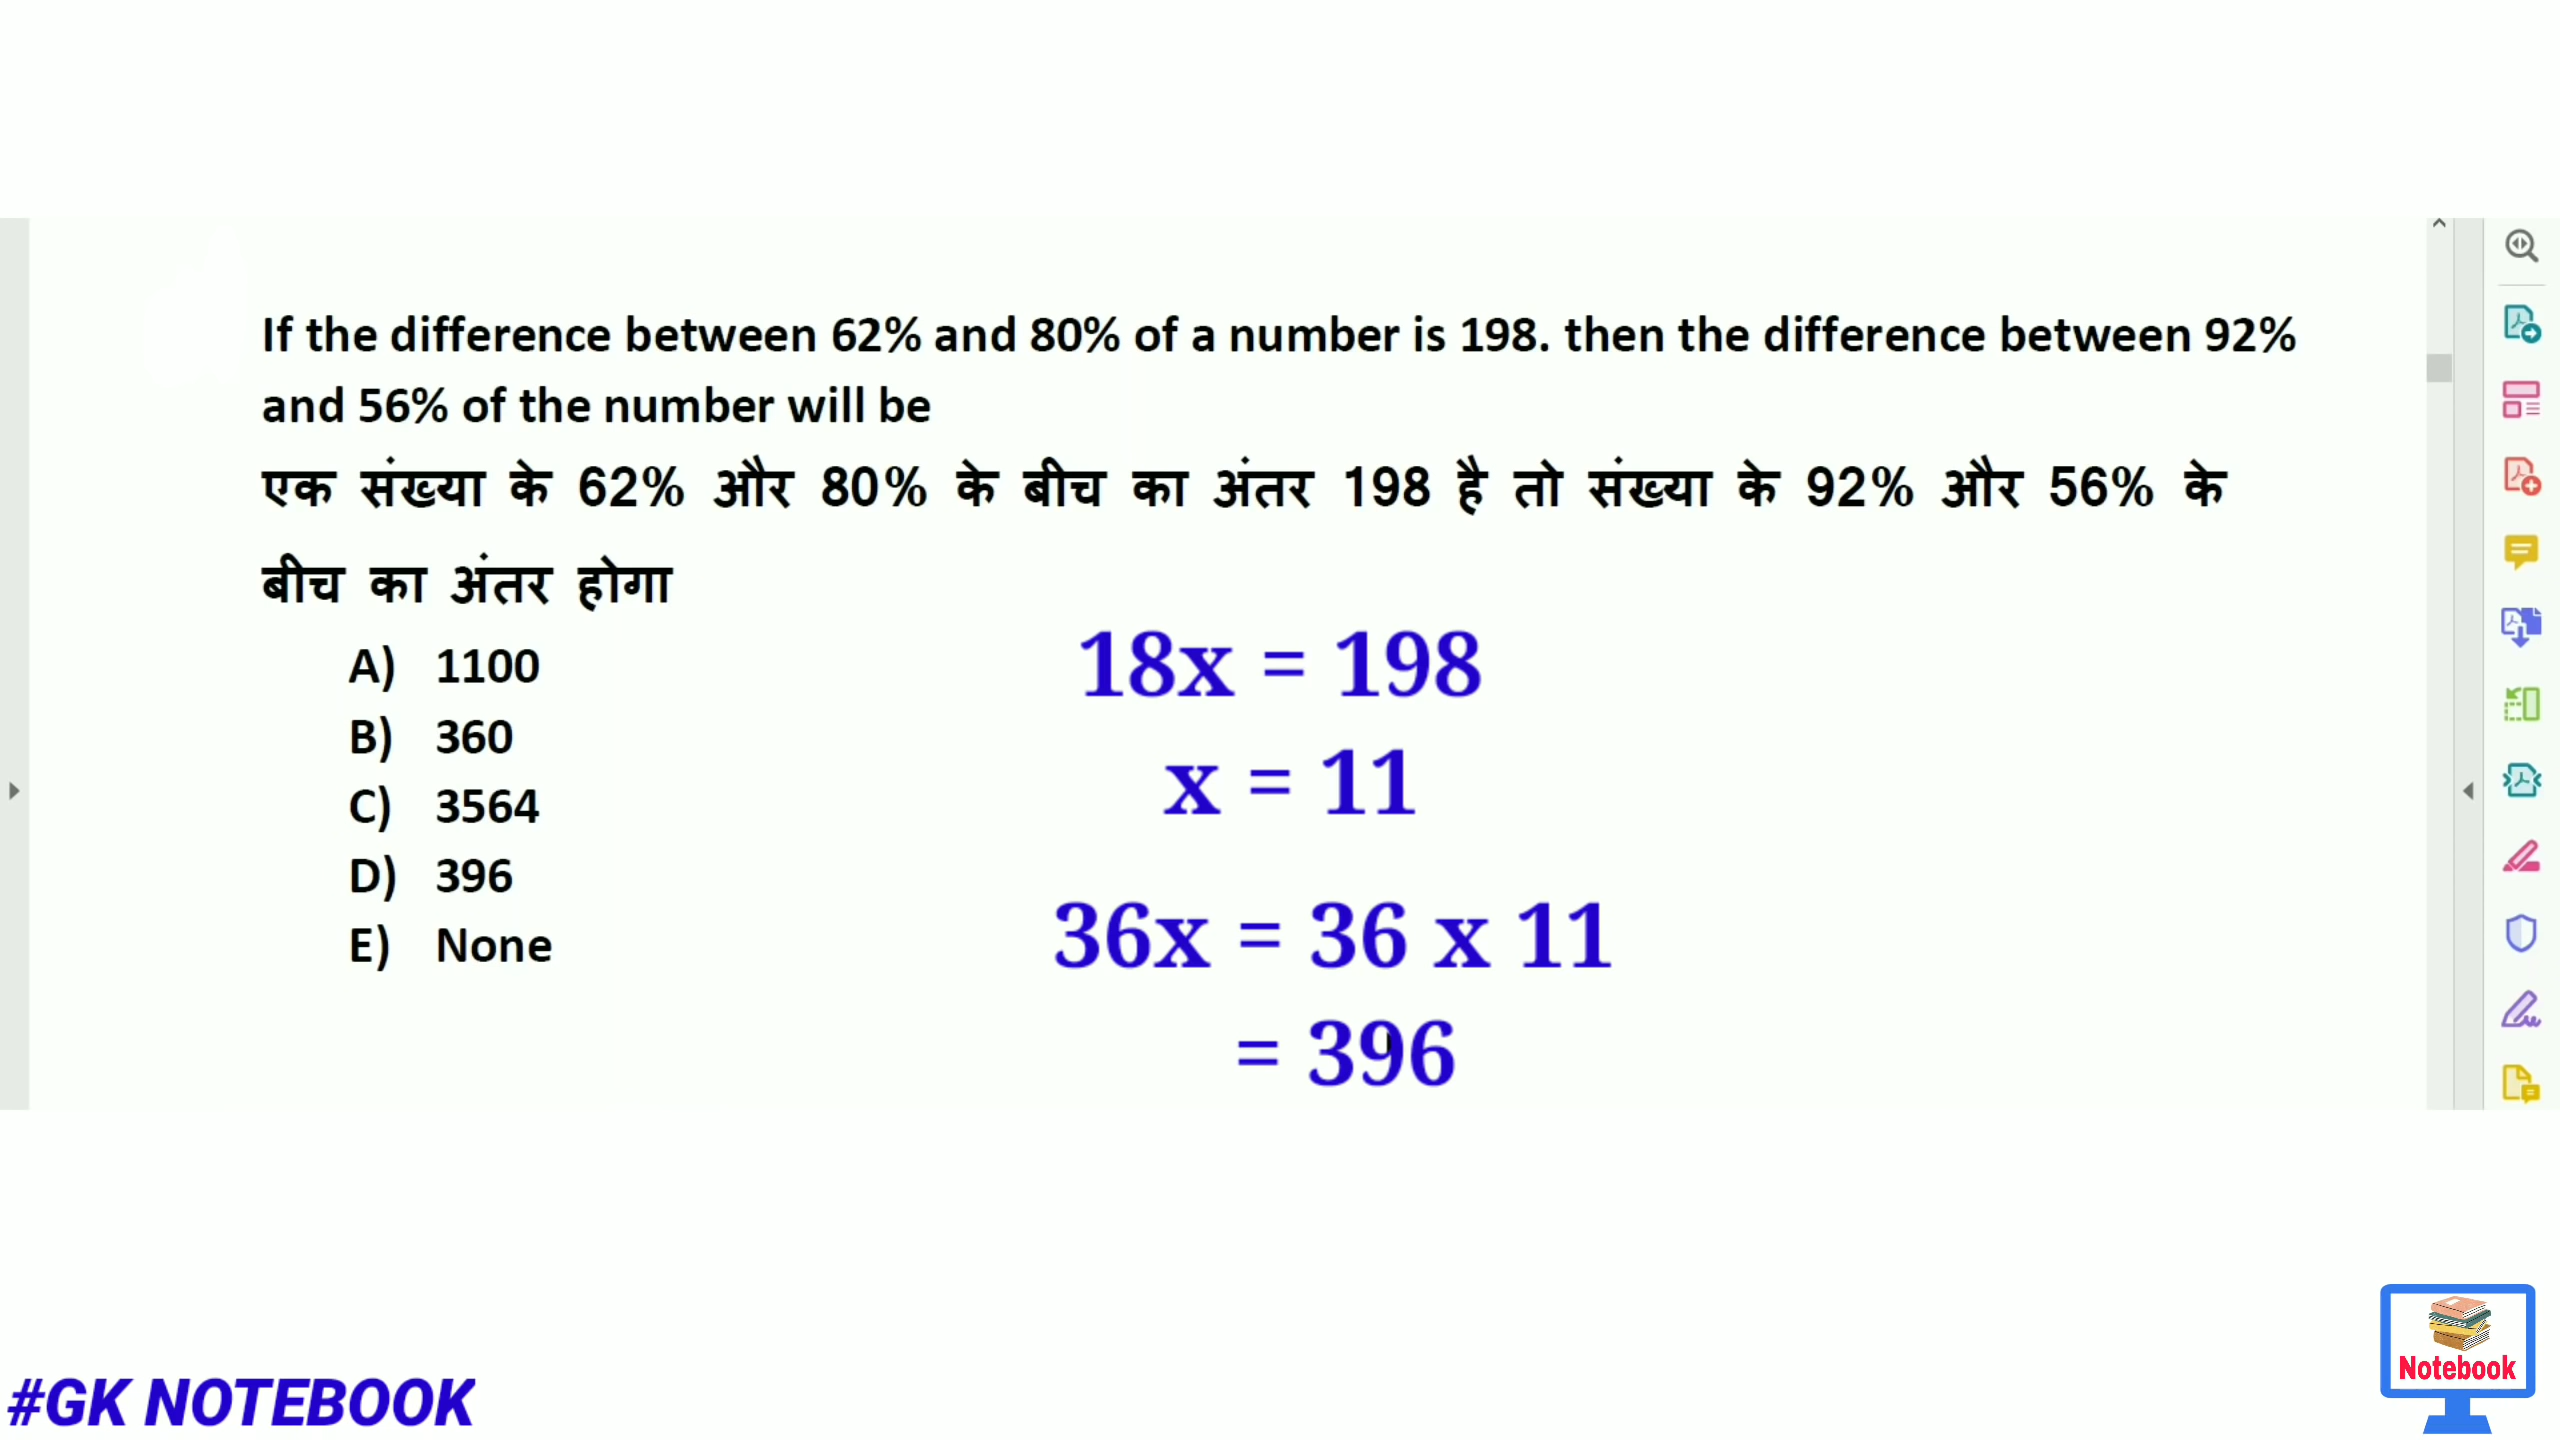 If the difference between 62% and 80% of a number is 198. then the difference between 92%
and 56% of the number will be
एक संख्या के 62% और 80% के बीच का अंतर 198 है तो संख्या के 92% और 56% के
बीच का अंतर होगा
A) 1100
B) 360
C) 3564
D) 396
E) None
18x = 198
x = 11
36x = 36 x 11
= 396
#GK NOTEBOOK
Notebook